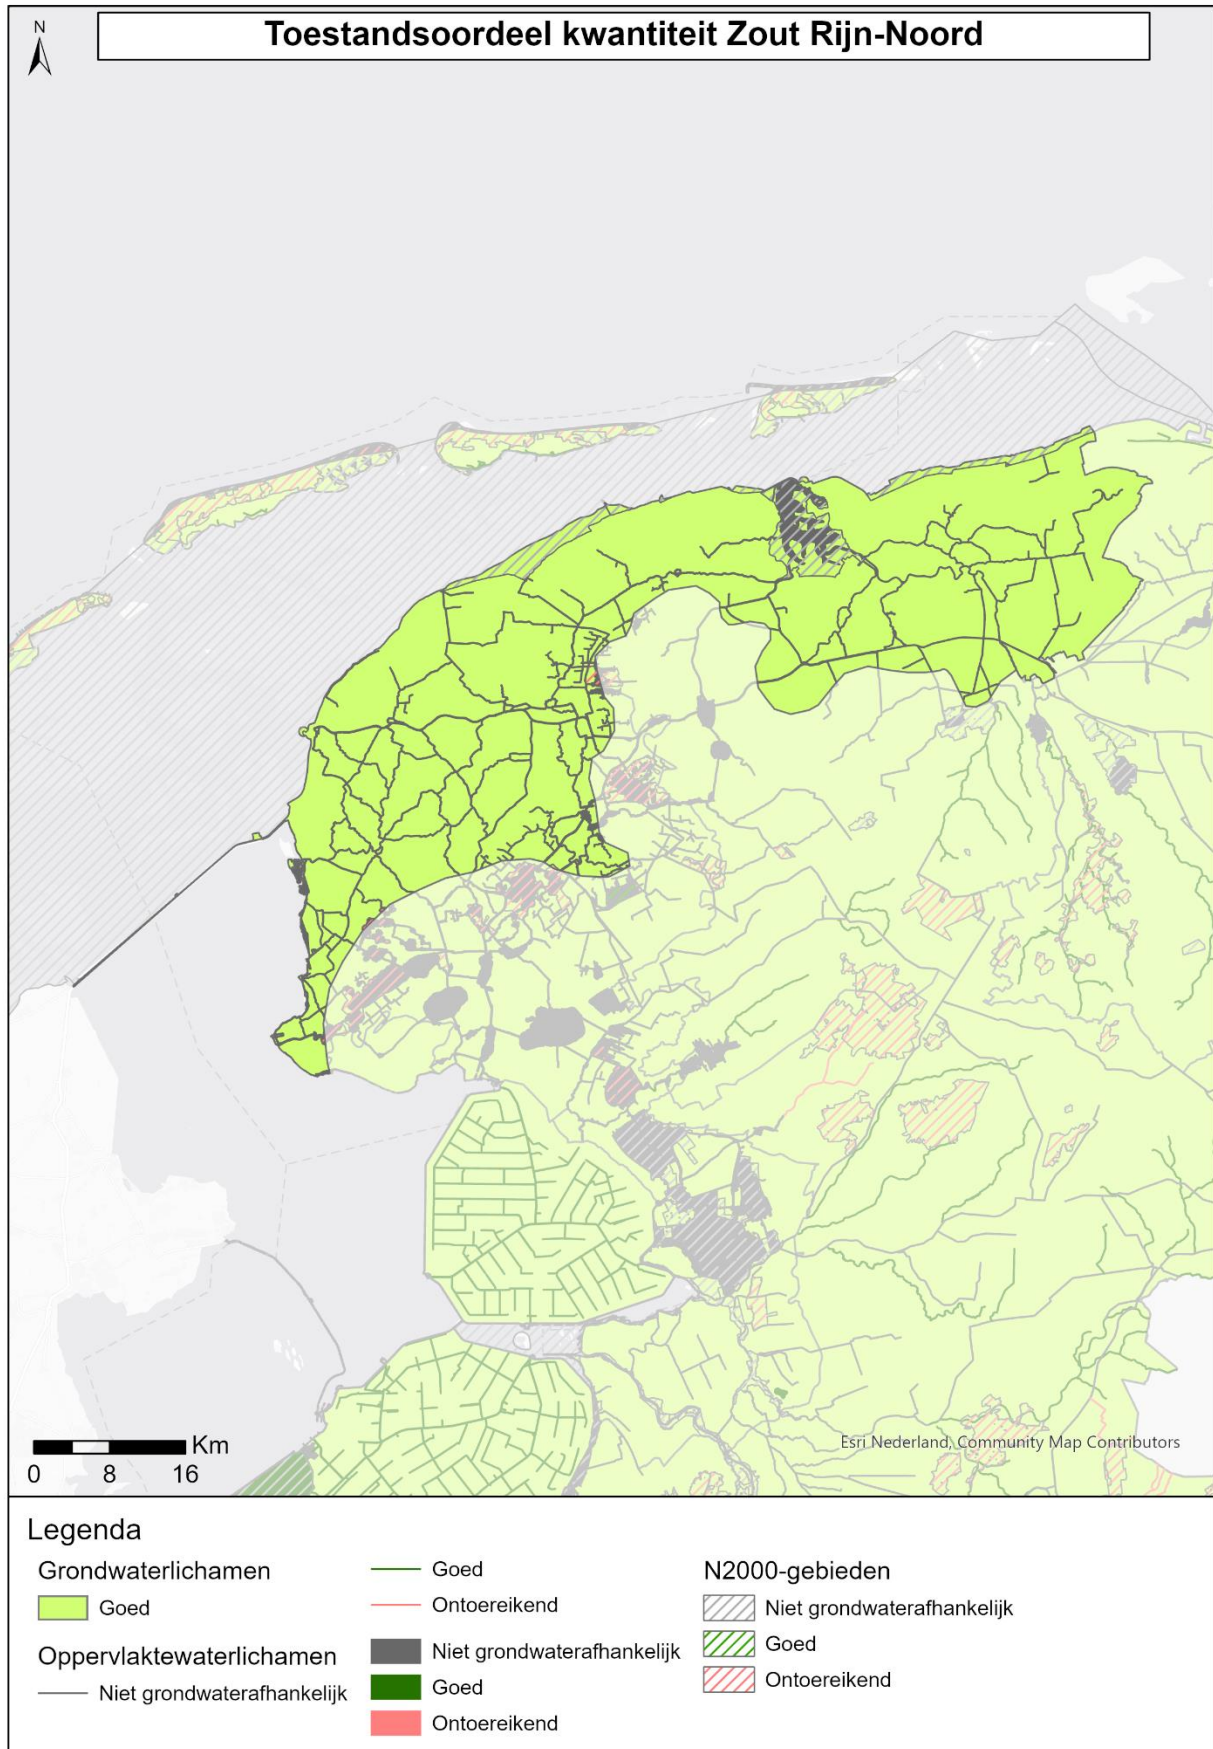 Toestandsoordeel kwantiteit Zout Rijn-Noord
N
Km
0 8 16
Esri Nederland, Community Map Contributors
Legenda
Grondwaterlichamen
Goed
Oppervlaktewaterlichamen
Niet grondwaterafhankelijk
Goed
Ontoereikend
Niet grondwaterafhankelijk
Goed
Ontoereikend
N2000-gebieden
Niet grondwaterafhankelijk
Goed
Ontoereikend